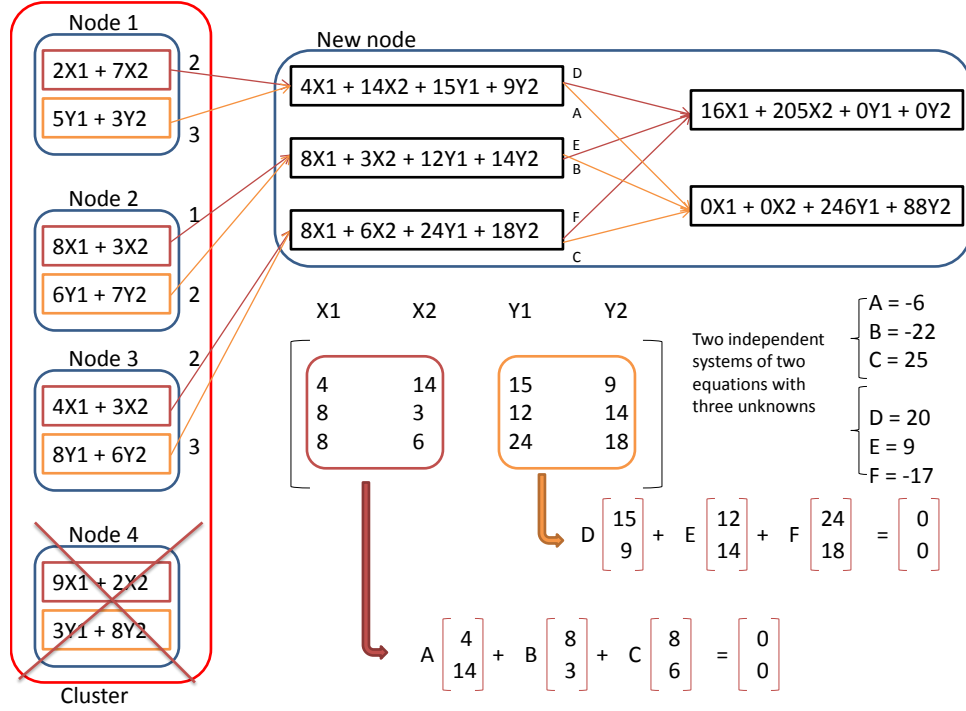 Node 1
2X1 + 7X2
5Y1 + 3Y2
2
3
Node 2
8X1 + 3X2
6Y1 + 7Y2
1
2
Node 3
4X1 + 3X2
8Y1 + 6Y2
2
3
Node 4
9X1 + 2X2
3Y1 + 8Y2
Cluster
New node
4X1 + 14X2 + 15Y1 + 9Y2
D
A
8X1 + 3X2 + 12Y1 + 14Y2
E
B
8X1 + 6X2 + 24Y1 + 18Y2
F
C
16X1 + 205X2 + 0Y1 + 0Y2
0X1 + 0X2 + 246Y1 + 88Y2
X1 X2 Y1 Y2
4 14 15 9
8 3 12 14
8 6 24 18
Two independent
systems of two
equations with
three unknowns
A = -6
B = -22
C = 25
D = 20
E = 9
F = -17
15 12 24 0
D + E + F =
9 14 18 0
4 8 8 0
A + B + C =
14 3 6 0